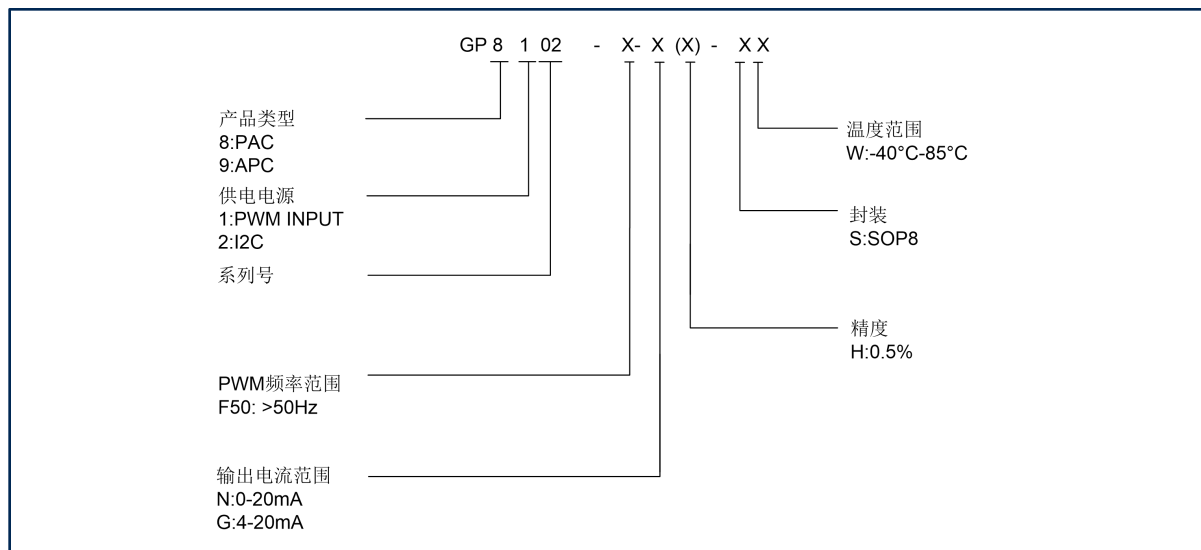 GP 8 1 02 - X- X (X) - X X
产品类型
8:PAC
9:APC
供电电源
1:PWM INPUT
2:I2C
系列号
PWM频率范围
F50: >50Hz
输出电流范围
N:0-20mA
G:4-20mA
温度范围
W:-40°C-85°C
封装
S:SOP8
精度
H:0.5%